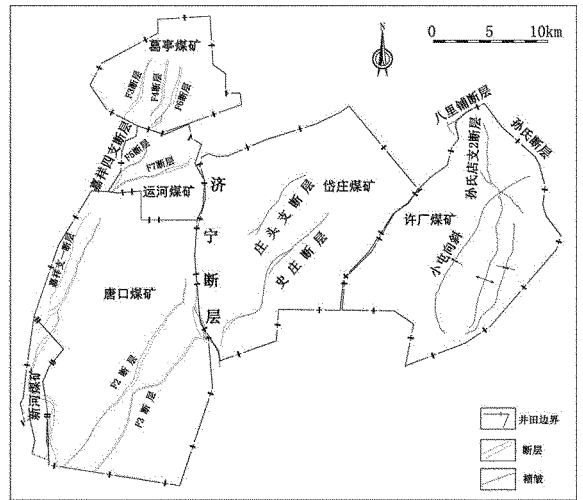 0 5 10km
葛亭煤矿
F3断层
F4断层
F6断层
八里铺断层
孙氏断层
孙氏店支2断层
嘉祥四支断层
F5断层
F7断层
运河煤矿
济宁断层
岱庄煤矿
许厂煤矿
庄头支断层
史庄断层
小屯向斜
嘉祥支一断层
唐口煤矿
F2断层
F3断层
新河煤矿
井田边界
断层
褶皱